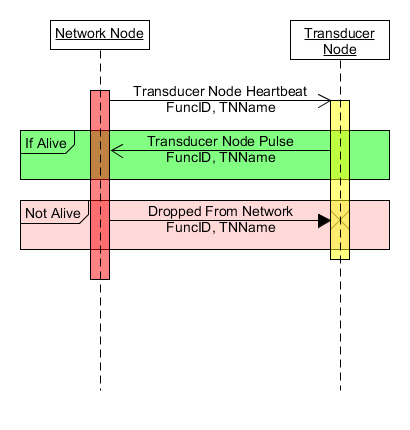 Network Node
Transducer
Node
Transducer Node Heartbeat
FuncID, TNName
If Alive
Transducer Node Pulse
FuncID, TNName
Not Alive
Dropped From Network
FuncID, TNName